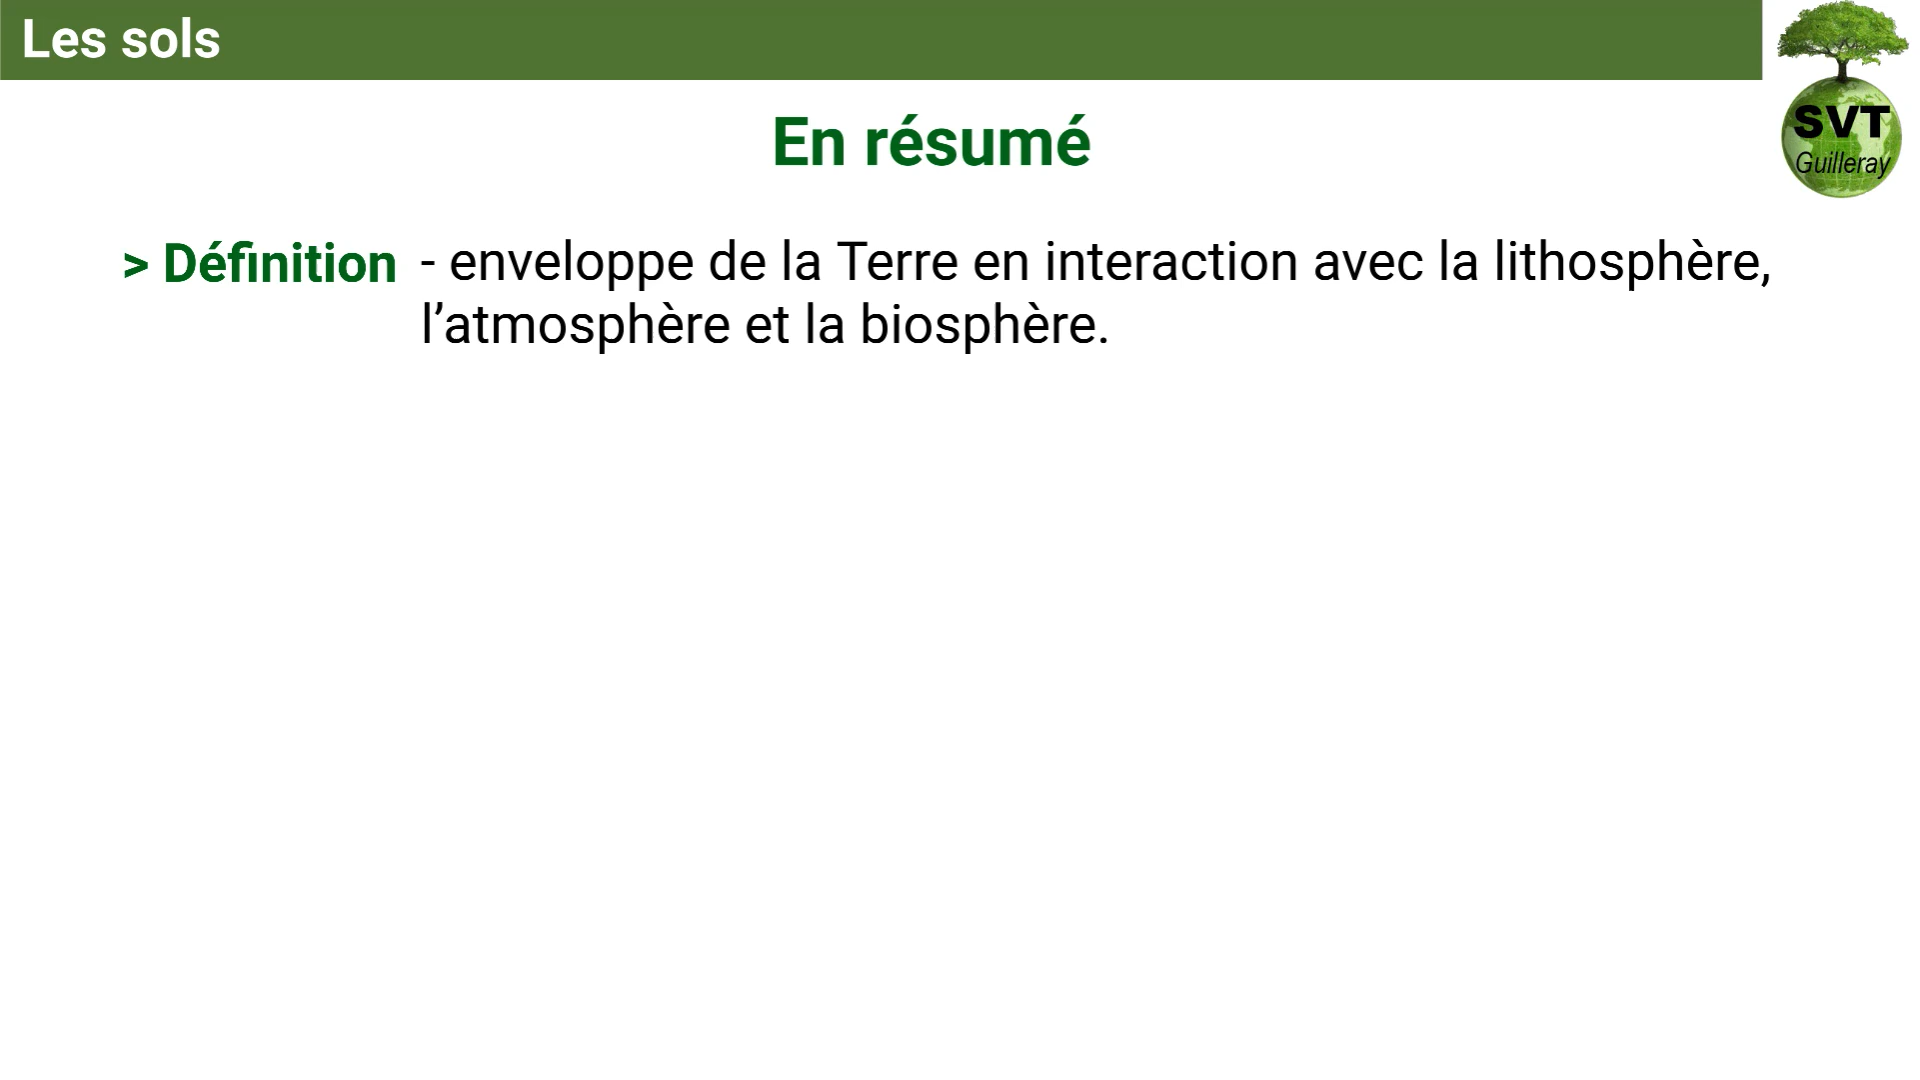 Les sols
SVT
Guilleray
En résumé
> Définition - enveloppe de la Terre en interaction avec la lithosphère,
l’atmosphère et la biosphère.